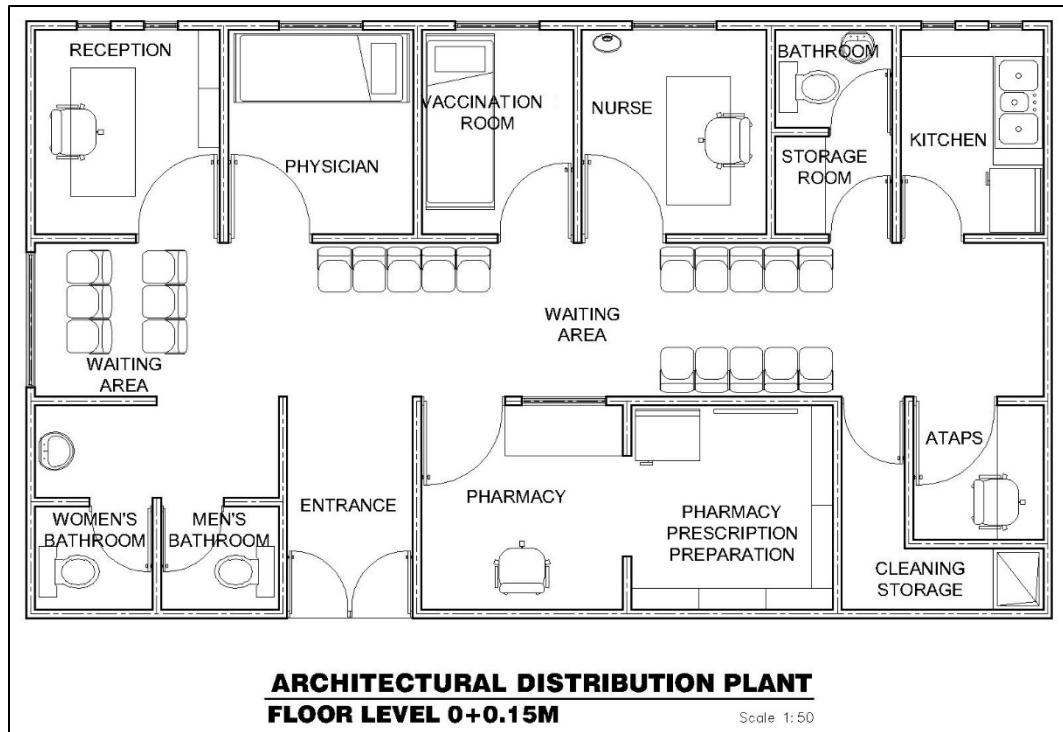 RECEPTION
PHYSICIAN
VACCINATION
ROOM
NURSE
BATHROOM
STORAGE
ROOM
KITCHEN
WAITING
AREA
WAITING
AREA
WOMEN'S
BATHROOM
MEN'S
BATHROOM
ENTRANCE
PHARMACY
PHARMACY
PRESCRIPTION
PREPARATION
ATAPS
CLEANING
STORAGE
ARCHITECTURAL DISTRIBUTION PLANT
FLOOR LEVEL 0+0.15M
Scale 1:50